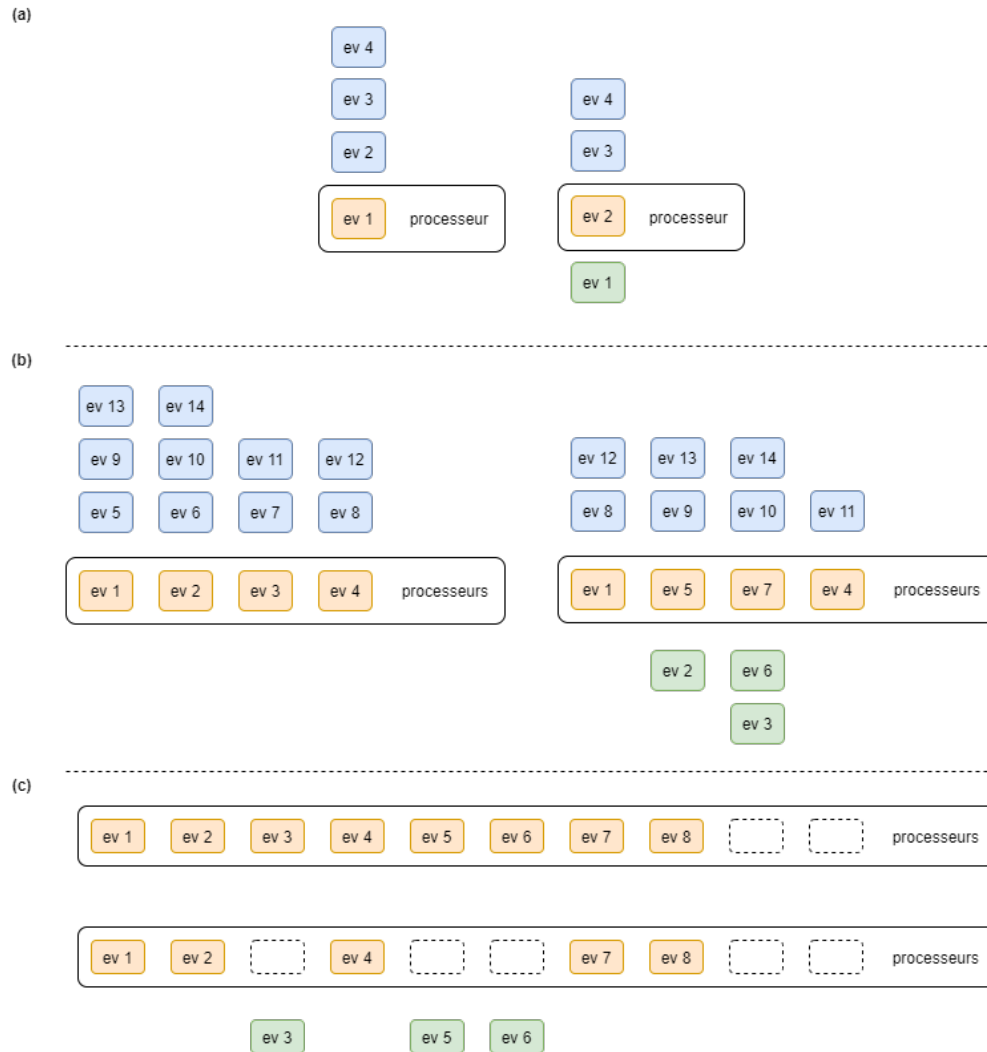 (a)
ev 4
ev 3 ev 4
ev 2 ev 3
ev 1 processeur ev 2 processeur
ev 1
(b)
ev 13 ev 14
ev 9 ev 10 ev 11 ev 12 ev 12 ev 13 ev 14
ev 5 ev 6 ev 7 ev 8 ev 8 ev 9 ev 10 ev 11
ev 1 ev 2 ev 3 ev 4 processeurs ev 1 ev 5 ev 7 ev 4 processeurs
ev 2 ev 6
ev 3
(c)
ev 1 ev 2 ev 3 ev 4 ev 5 ev 6 ev 7 ev 8 processeurs
ev 1 ev 2 ev 4 ev 7 ev 8 processeurs
ev 3 ev 5 ev 6